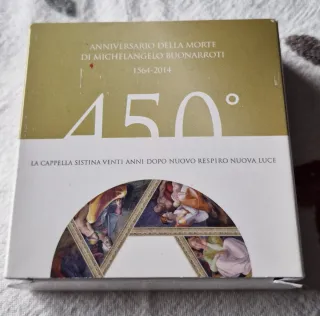 ANNIVERSARIO DELLA MORTE
DI MICHELANGELO BUONARROTI
1564-2014
450°
LA CAPPELLA SISTINA VENTI ANNI DOPO NUOVO RESPIRO NUOVA LUCE